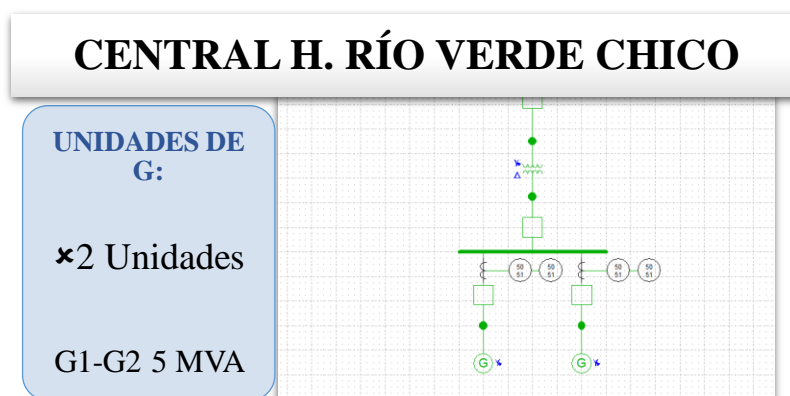 CENTRAL H. RÍO VERDE CHICO
UNIDADES DE
G:
×2 Unidades
G1-G2 5 MVA
50 50 50 50
51 51 51 51
G G